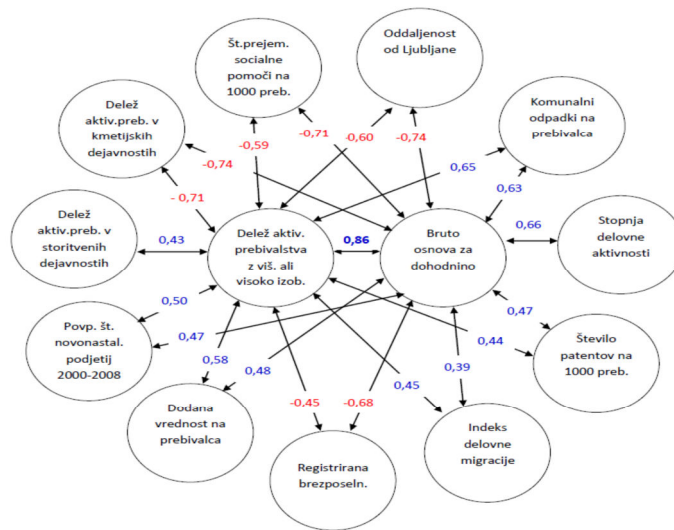 Oddaljenost
od Ljubljane
Št.prejem.
socialne
pomoči na
1000 preb.
Komunalni
odpadki na
prebivalca
Delež
aktiv.preb. v
kmetijskih
dejavnostih
-0,71
-0,60
-0,74
-0,59
-0,74
0,65
0,63
- 0,71
Delež
aktiv.preb. v
storitvenih
dejavnostih
0,43
Delež aktiv.
prebivalstva
z viš. ali
visoko izob.
0,86
Bruto
osnova za
dohodnino
0,66
Stopnja
delovne
aktivnosti
0,50
0,47
0,47
Povp. št.
novonastal.
podjetij
2000-2008
0,44
Število
patentov na
1000 preb.
0,58
0,48
0,45
0,39
Dodana
vrednost na
prebivalca
-0,45
-0,68
Indeks
delovne
migracije
Registrirana
brezposeln.